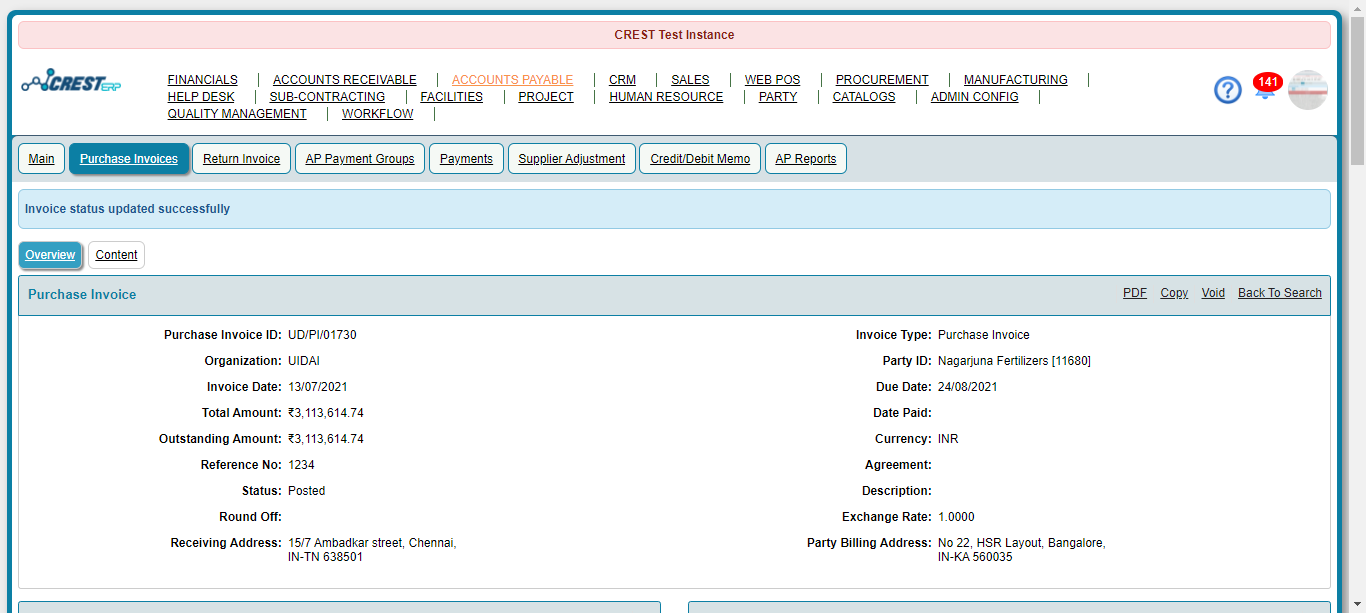 CREST Test Instance
CREST ERP
FINANCIALS ACCOUNTS RECEIVABLE ACCOUNTS PAYABLE CRM SALES WEB POS PROCUREMENT MANUFACTURING
HELP DESK SUB-CONTRACTING FACILITIES PROJECT HUMAN RESOURCE PARTY CATALOGS ADMIN CONFIG
QUALITY MANAGEMENT WORKFLOW
? 141
Main Purchase Invoices Return Invoice AP Payment Groups Payments Supplier Adjustment Credit/Debit Memo AP Reports
Invoice status updated successfully
Overview Content
Purchase Invoice PDF Copy Void Back To Search
Purchase Invoice ID: UD/PI/01730 Invoice Type: Purchase Invoice
Organization: UIDAI Party ID: Nagarjuna Fertilizers [11680]
Invoice Date: 13/07/2021 Due Date: 24/08/2021
Total Amount: ₹3,113,614.74 Date Paid:
Outstanding Amount: ₹3,113,614.74 Currency: INR
Reference No: 1234 Agreement:
Status: Posted Description:
Round Off: Exchange Rate: 1.0000
Receiving Address: 15/7 Ambadkar street, Chennai, Party Billing Address: No 22, HSR Layout, Bangalore,
IN-TN 638501 IN-KA 560035